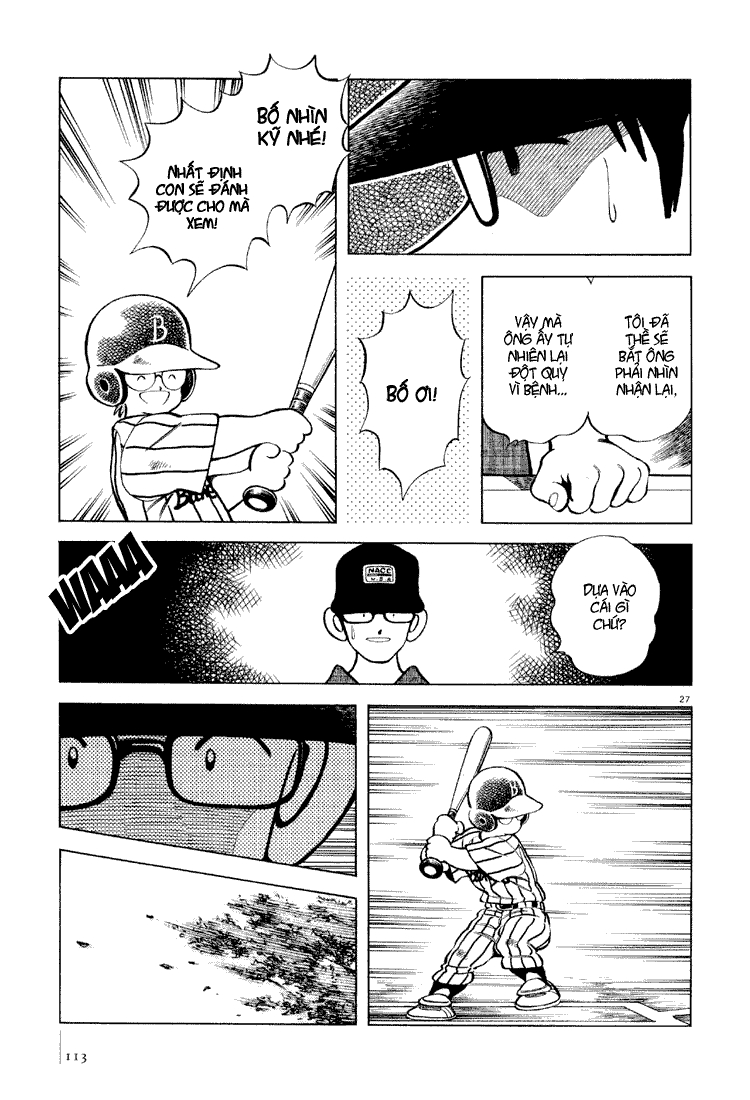 BỐ NHÌN
KỸ NHÉ!
NHẤT ĐỊNH
CON SẼ ĐÁNH
ĐƯỢC CHO MÀ
XEM!
B
TÔI ĐÃ
THỀ SẼ
BẮT ÔNG
PHẢI NHÌN
NHẬN LẠI,
VẬY MÀ
ÔNG ẤY TỰ
NHIÊN LẠI
ĐỘT QUỴ
VÌ BỆNH...
BỐ ƠI!
WAAA
NACC
U.S.A
DỰA VÀO
CÁI GÌ
CHỨ?
27
B
113